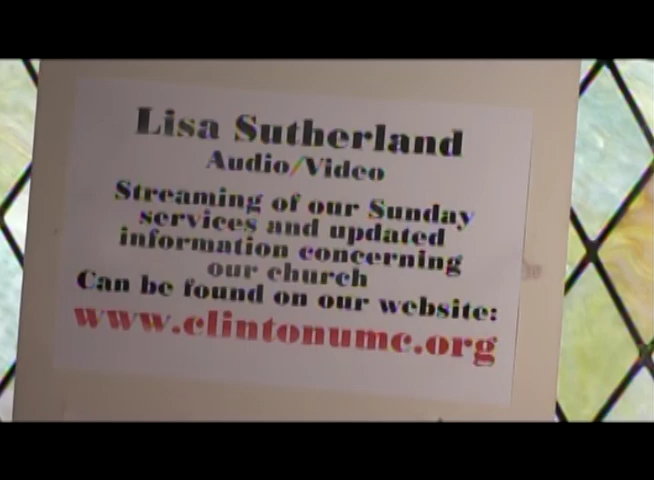 Lisa Sutherland
Audio/Video
Streaming of our Sunday
services and updated
information concerning
our church
Can be found on our website:
www.clintonumc.org